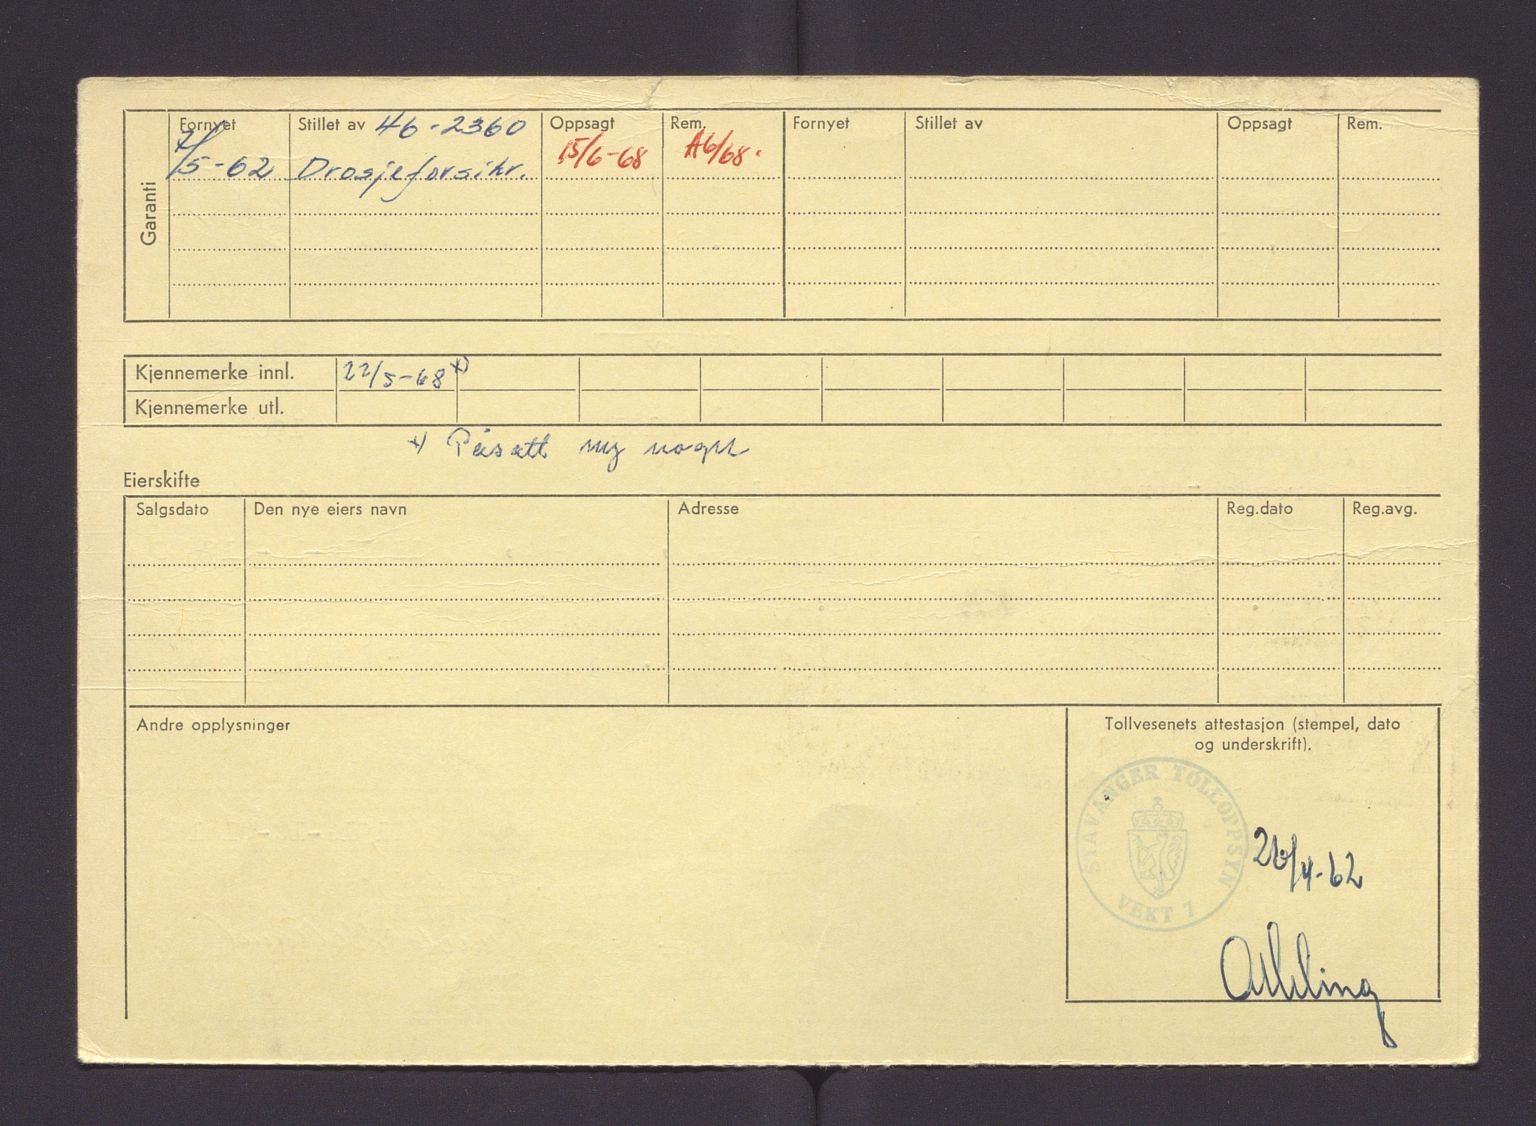 Garanti
Fornyet Stillet av 46-2360 Oppsagt Rem. Fornyet Stillet av Oppsagt Rem.
7/5-62 Drosjeforsikr. 15/6-68 A6/68.
Kjennemerke innl. 22/5-68 x)
Kjennemerke utl.
x) Påsatt ny vogn
Eierskifte
Salgsdato Den nye eiers navn Adresse Reg.dato Reg.avg.
Andre opplysninger
Tollvesenets attestasjon (stempel, dato
og underskrift).
STAVANGER TOLLOPPSYN
VEKT 7
26/4-62